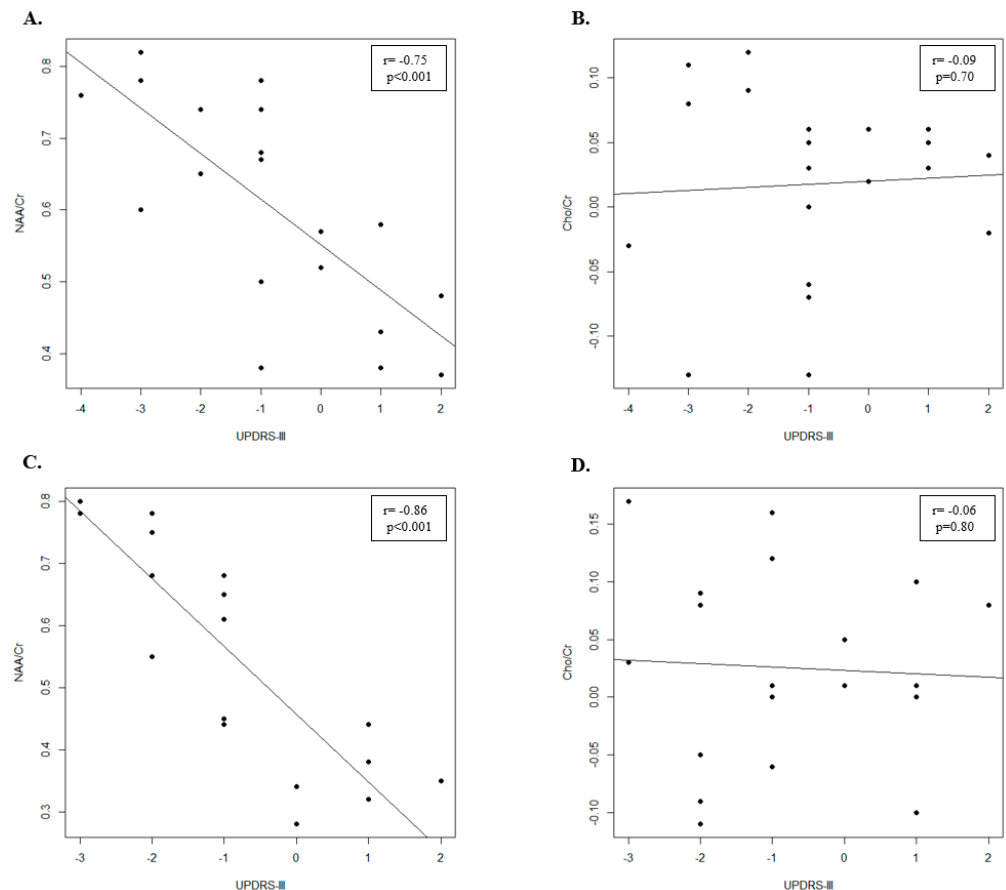 A.
r= -0.75
p<0.001
NAA/Cr
0.8
0.7
0.6
0.5
0.4
-4 -3 -2 -1 0 1 2
UPDRS-Ⅲ
B.
r= -0.09
p=0.70
Cho/Cr
0.10
0.05
0.00
-0.05
-0.10
-4 -3 -2 -1 0 1 2
UPDRS-Ⅲ
C.
r= -0.86
p<0.001
NAA/Cr
0.8
0.7
0.6
0.5
0.4
0.3
-3 -2 -1 0 1 2
UPDRS-Ⅲ
D.
r= -0.06
p=0.80
Cho/Cr
0.15
0.10
0.05
0.00
-0.05
-0.10
-3 -2 -1 0 1 2
UPDRS-Ⅲ